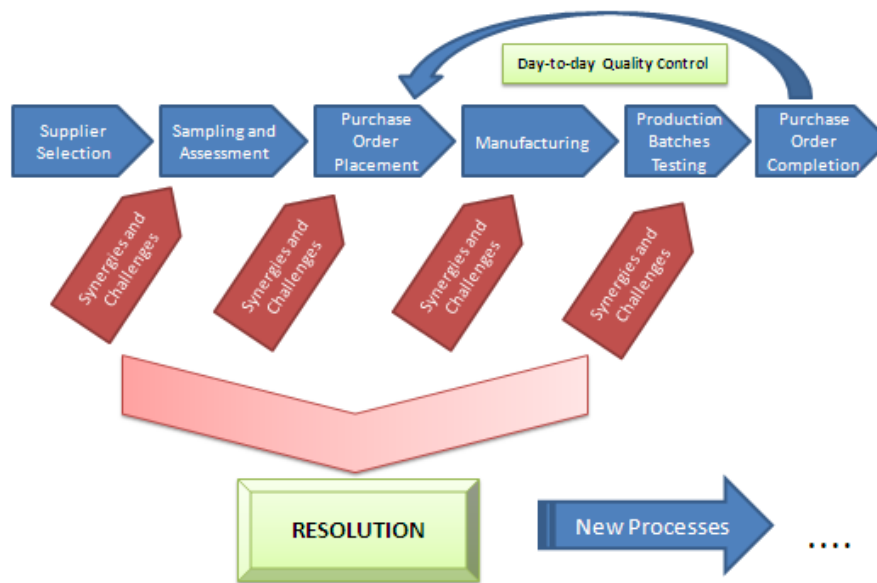 Day-to-day Quality Control
Supplier
Selection
Sampling and
Assessment
Purchase
Order
Placement
Manufacturing
Production
Batches
Testing
Purchase
Order
Completion
Synergies and
Challenges
Synergies and
Challenges
Synergies and
Challenges
Synergies and
Challenges
RESOLUTION
New Processes
....